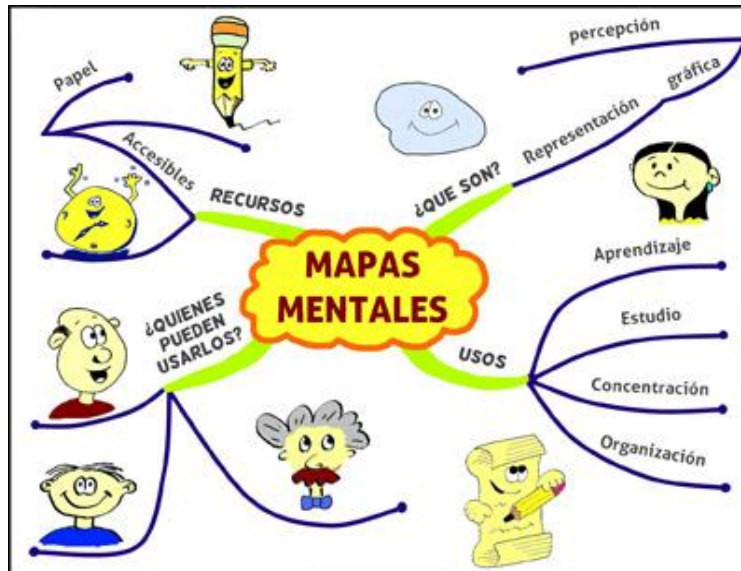 MAPAS
MENTALES
¿QUE SON?
Representación
gráfica
percepción
USOS
Aprendizaje
Estudio
Concentración
Organización
¿QUIENES
PUEDEN
USARLOS?
RECURSOS
Accesibles
Papel